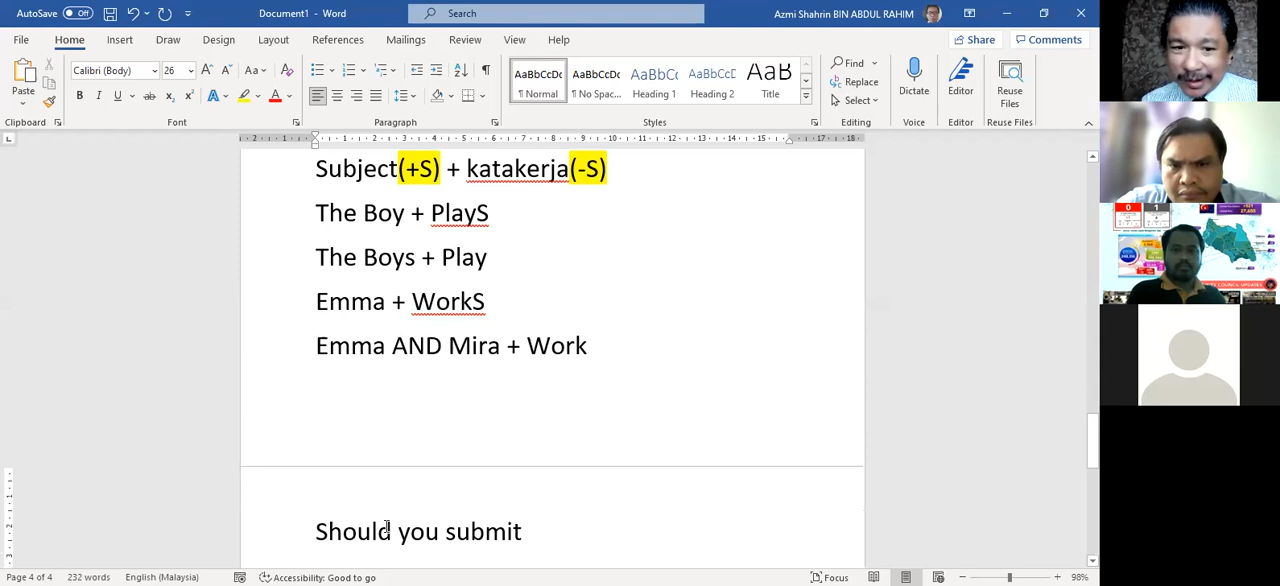 AutoSave Off Document1 - Word Search Azmi Shahrin BIN ABDUL RAHIM
File Home Insert Draw Design Layout References Mailings Review View Help Share Comments
Paste Calibri (Body) 26 AaBbCcDc AaBbCcDc AaBbCc AaBbCcD AaB Find Replace Select Dictate Editor Reuse Files
¶ Normal ¶ No Spac... Heading 1 Heading 2 Title
Clipboard Font Paragraph Styles Editing Voice Editor Reuse Files
Subject(+S) + katakerja(-S)
The Boy + PlayS
The Boys + Play
Emma + WorkS
Emma AND Mira + Work
Should you submit
Page 4 of 4 232 words English (Malaysia) Accessibility: Good to go Focus 98%